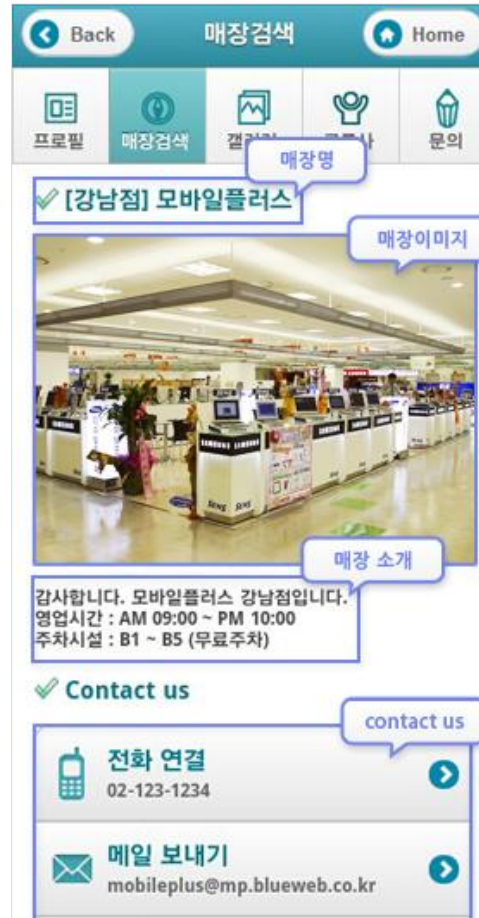 Back
매장검색
Home
프로필
매장검색
문의
매장명
[강남점] 모바일플러스
매장이미지
SAMSUNG
SAMSUNG
SENS
SENS
매장 소개
감사합니다. 모바일플러스 강남점입니다.
영업시간 : AM 09:00 ~ PM 10:00
주차시설 : B1 ~ B5 (무료주차)
Contact us
contact us
전화 연결
02-123-1234
메일 보내기
mobileplus@mp.blueweb.co.kr